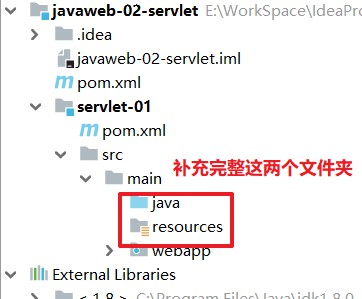 javaweb-02-servlet E:\WorkSpace\IdeaPro
.idea
javaweb-02-servlet.iml
pom.xml
servlet-01
pom.xml
src
补充完整这两个文件夹
main
java
resources
webapp
External Libraries
< 1.8 > C:\Program Files\Java\jdk1.8.0